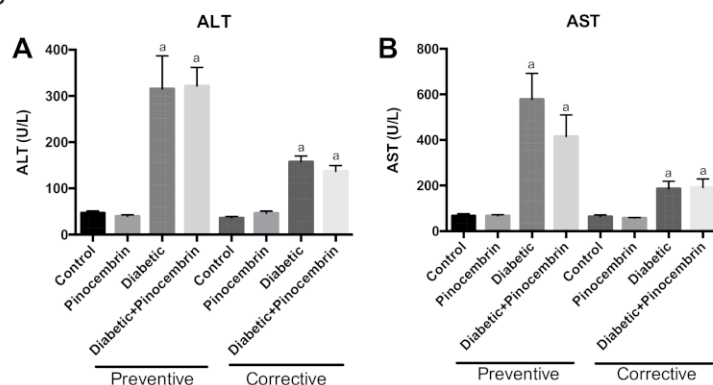 ALT
A
ALT (U/L)
400
300
200
100
0
a
a
a
a
Control
Pinocembrin
Diabetic
Diabetic+Pinocembrin
Control
Pinocembrin
Diabetic
Diabetic+Pinocembrin
Preventive
Corrective
AST
B
AST (U/L)
800
600
400
200
0
a
a
a
a
Control
Pinocembrin
Diabetic
Diabetic+Pinocembrin
Control
Pinocembrin
Diabetic
Diabetic+Pinocembrin
Preventive
Corrective